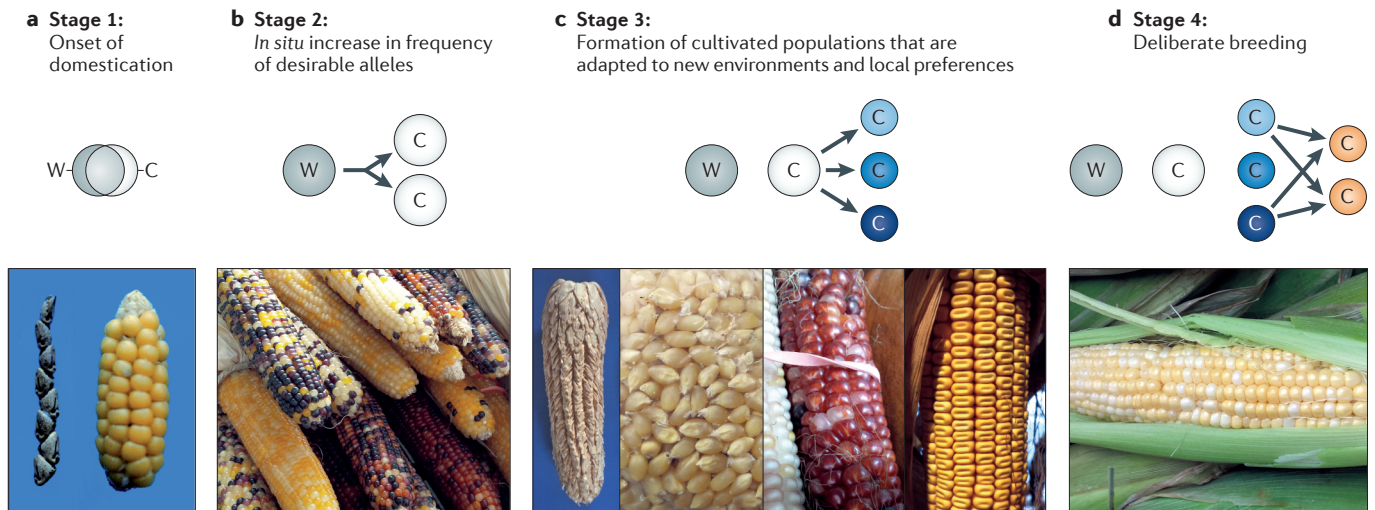 a Stage 1:
Onset of
domestication
b Stage 2:
In situ increase in frequency
of desirable alleles
c Stage 3:
Formation of cultivated populations that are
adapted to new environments and local preferences
d Stage 4:
Deliberate breeding
W C
W C C
W C C C C
W C C C C C C